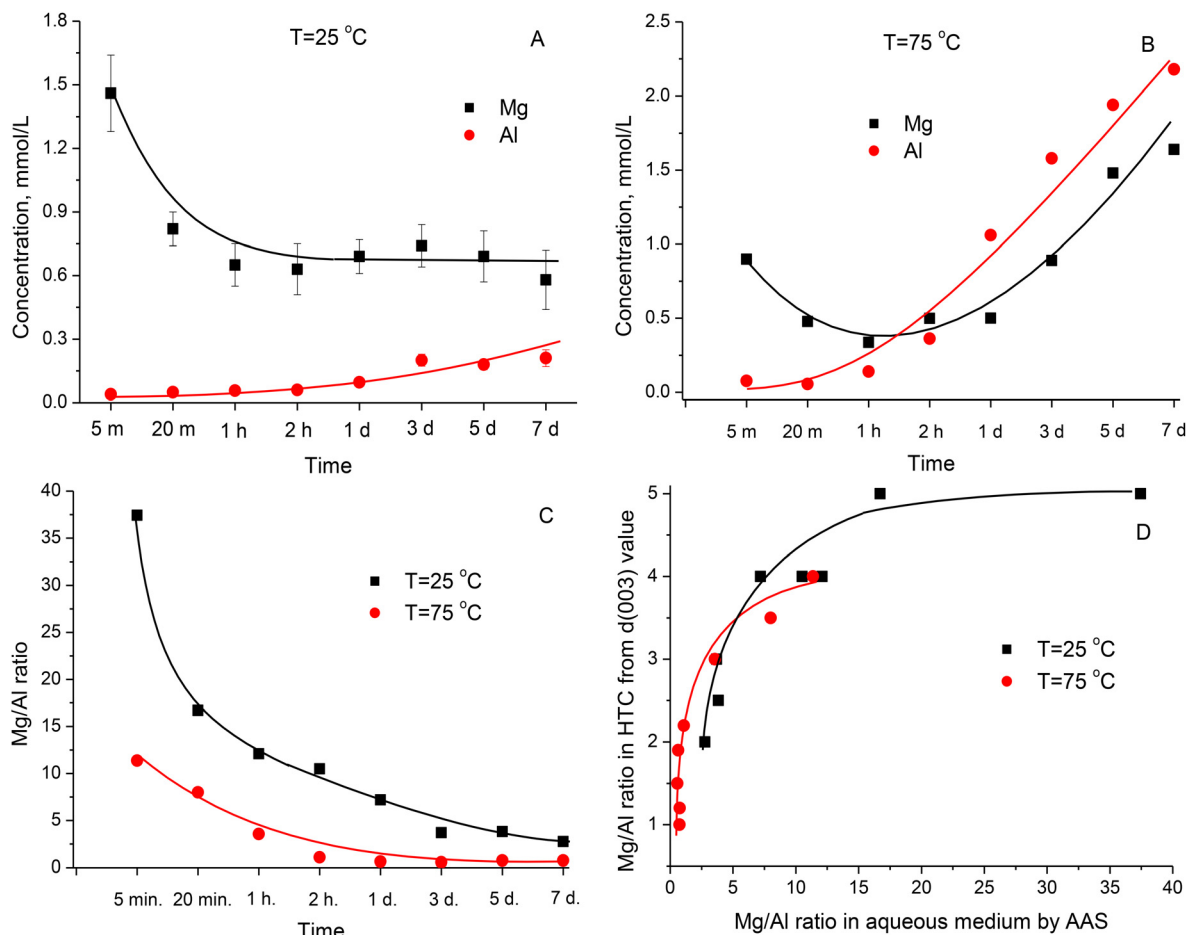 T=25 °C
A
Mg
Al
Concentration, mmol/L
1.8
1.5
1.2
0.9
0.6
0.3
0.0
5 m 20 m 1 h 2 h 1 d 3 d 5 d 7 d
Time
T=75 °C
B
Mg
Al
Concentration, mmol/L
2.5
2.0
1.5
1.0
0.5
0.0
5 m 20 m 1 h 2 h 1 d 3 d 5 d 7 d
Time
C
T=25 °C
T=75 °C
Mg/Al ratio
40
35
30
25
20
15
10
5
0
5 min. 20 min. 1 h. 2 h. 1 d. 3 d. 5 d. 7 d.
Time
D
T=25 °C
T=75 °C
Mg/Al ratio in HTC from d(003) value
5
4
3
2
1
0 5 10 15 20 25 30 35 40
Mg/Al ratio in aqueous medium by AAS